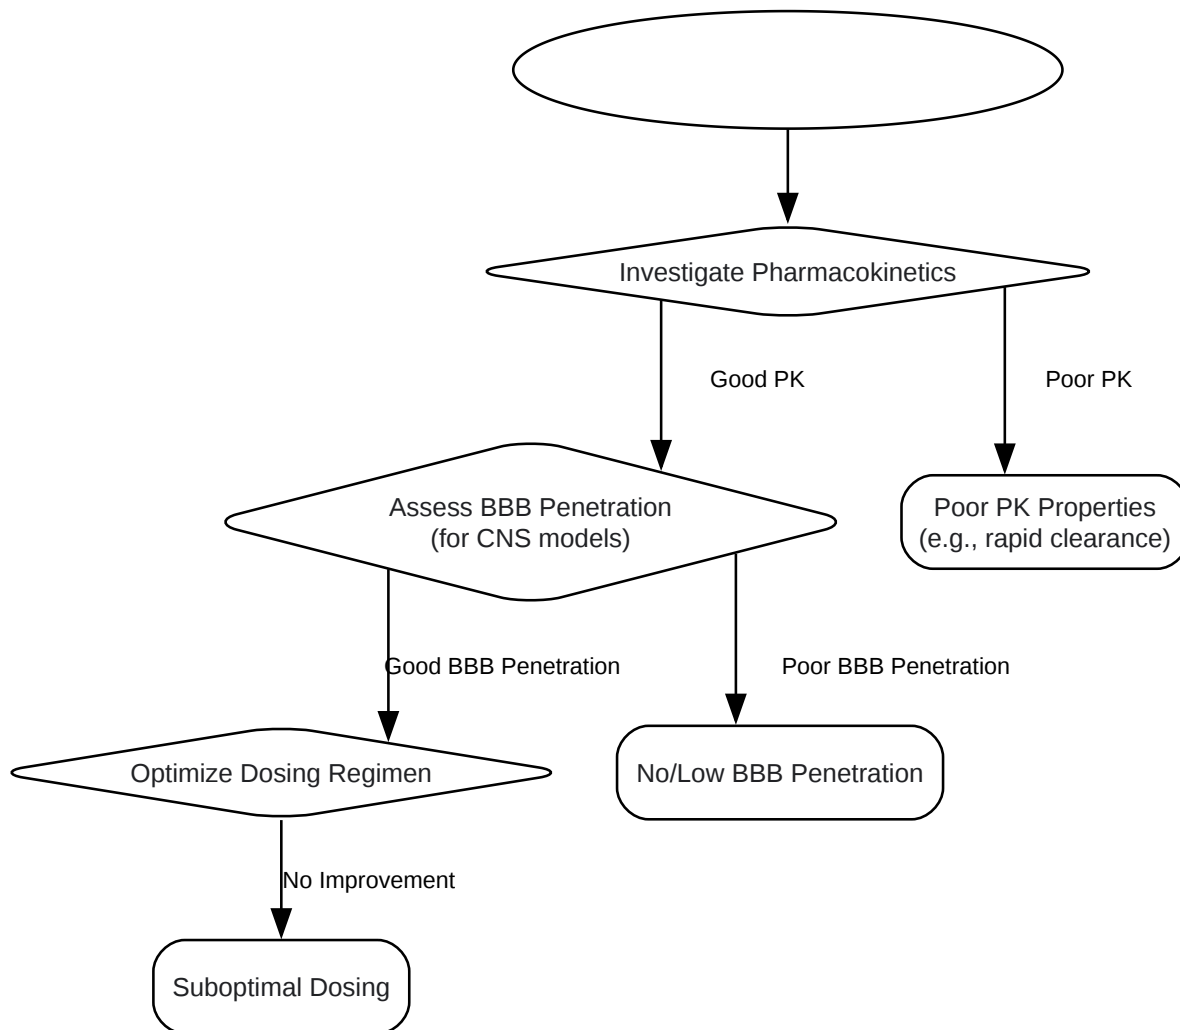 Investigate Pharmacokinetics
Good PK
Poor PK
Assess BBB Penetration
(for CNS models)
Poor PK Properties
(e.g., rapid clearance)
Good BBB Penetration
Poor BBB Penetration
Optimize Dosing Regimen
No/Low BBB Penetration
No Improvement
Suboptimal Dosing